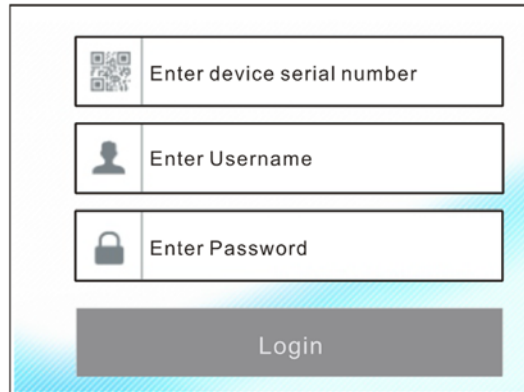 Enter device serial number
Enter Username
Enter Password
Login